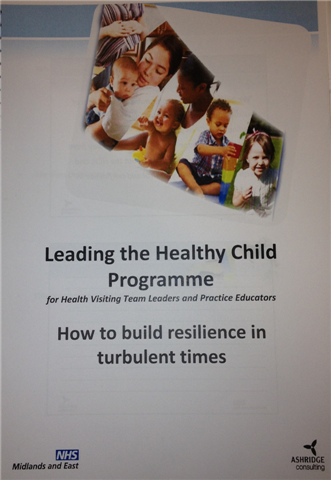 Leading the Healthy Child
Programme
for Health Visiting Team Leaders and Practice Educators
How to build resilience in
turbulent times
NHS
Midlands and East
ASHRIDGE
consulting